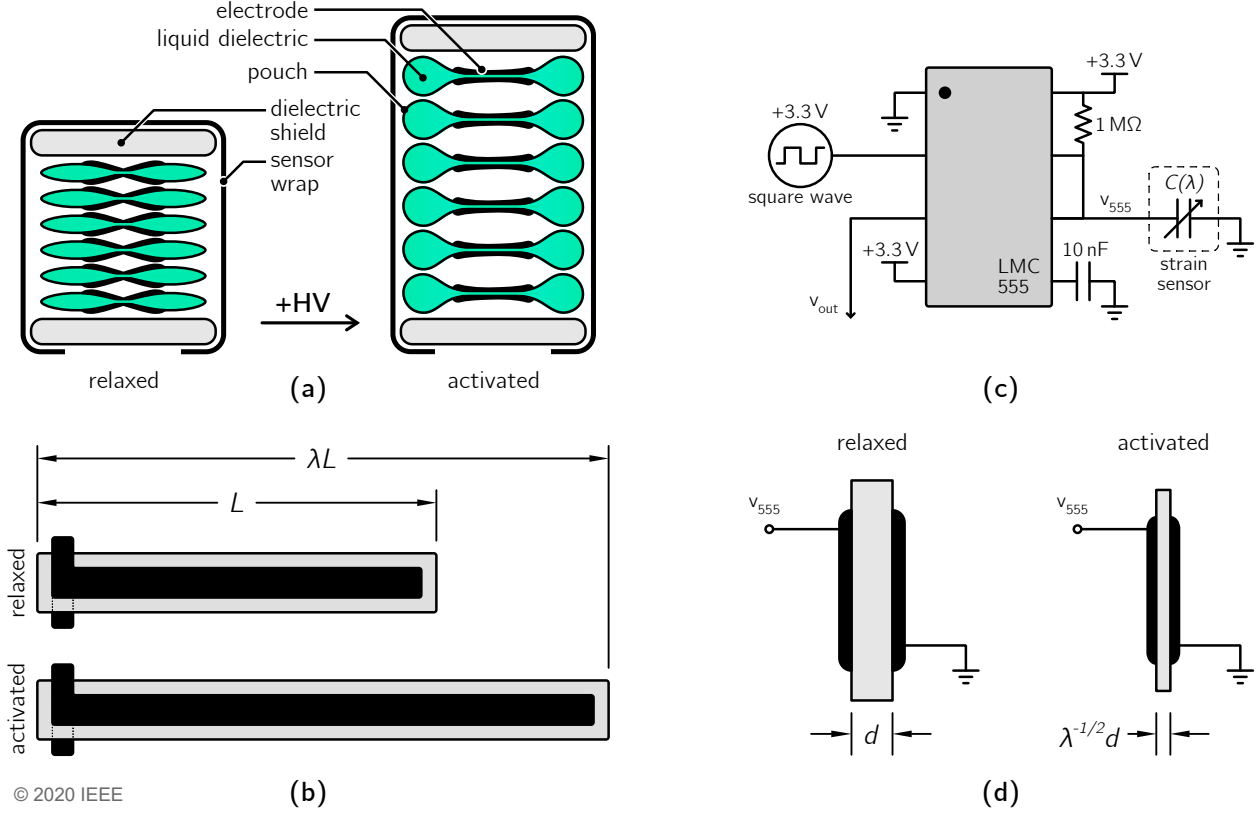 electrode
liquid dielectric
pouch
dielectric
shield
sensor
wrap
+HV
relaxed
activated
(a)
+3.3 V
+3.3 V
1 MΩ
square wave
C(λ)
v555
+3.3 V
10 nF
LMC
555
strain
sensor
vout
(c)
λL
L
relaxed
activated
© 2020 IEEE
(b)
relaxed
activated
v555
v555
d
λ-1/2d
(d)